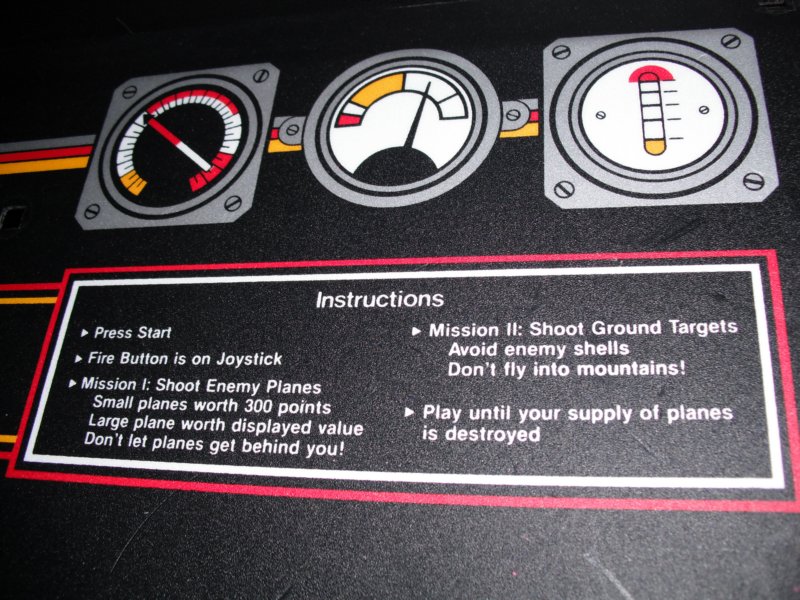 Instructions
▸ Press Start
▸ Fire Button is on Joystick
▸ Mission I: Shoot Enemy Planes
Small planes worth 300 points
Large plane worth displayed value
Don't let planes get behind you!
▸ Mission II: Shoot Ground Targets
Avoid enemy shells
Don't fly into mountains!
▸ Play until your supply of planes
is destroyed